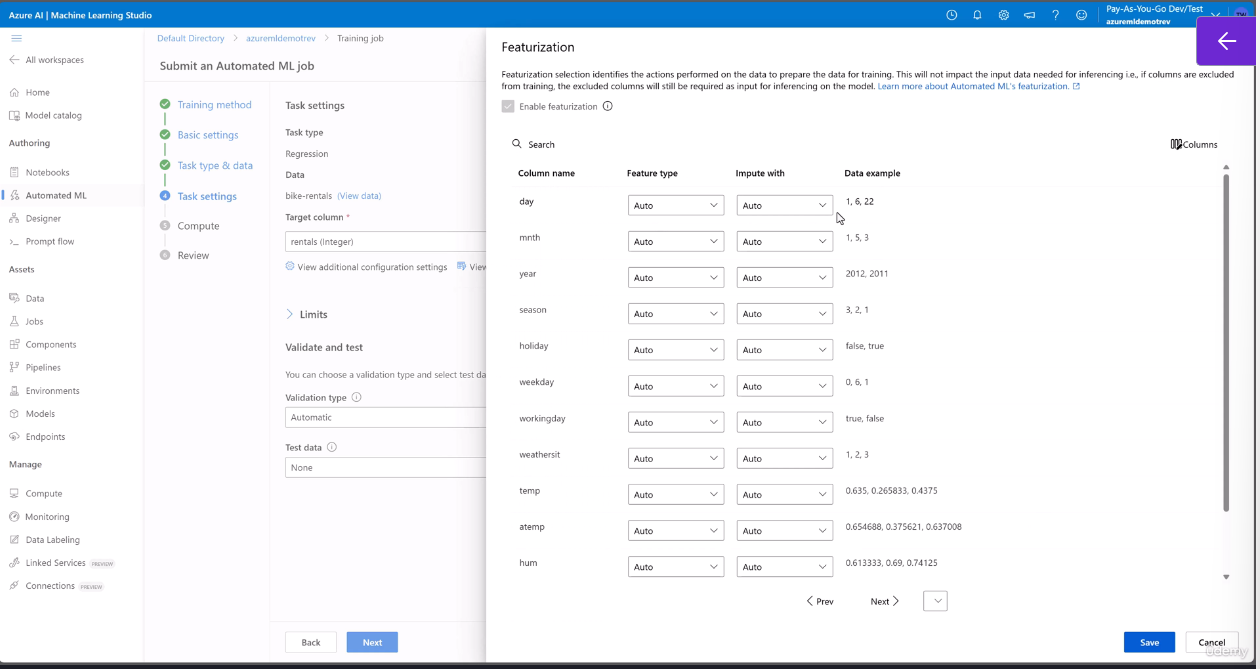 Azure AI | Machine Learning Studio
Pay-As-You-Go Dev/Test
azuremldemotrev
TW
All workspaces
Home
Model catalog
Authoring
Notebooks
Automated ML
Designer
Prompt flow
Assets
Data
Jobs
Components
Pipelines
Environments
Models
Endpoints
Manage
Compute
Monitoring
Data Labeling
Linked Services PREVIEW
Connections PREVIEW
Default Directory > azuremldemotrev > Training job
Submit an Automated ML job
Training method
Basic settings
Task type & data
4 Task settings
5 Compute
6 Review
Task settings
Task type
Regression
Data
bike-rentals (View data)
Target column *
rentals (Integer)
View additional configuration settings View
Limits
Validate and test
You can choose a validation type and select test da
Validation type
Automatic
Test data
None
Back Next
Featurization
Featurization selection identifies the actions performed on the data to prepare the data for training. This will not impact the input data needed for inferencing i.e., if columns are excluded
from training, the excluded columns will still be required as input for inferencing on the model. Learn more about Automated ML's featurization.
Enable featurization
Search
Columns
Column name Feature type Impute with Data example
day Auto Auto 1, 6, 22
mnth Auto Auto 1, 5, 3
year Auto Auto 2012, 2011
season Auto Auto 3, 2, 1
holiday Auto Auto false, true
weekday Auto Auto 0, 6, 1
workingday Auto Auto true, false
weathersit Auto Auto 1, 2, 3
temp Auto Auto 0.635, 0.265833, 0.4375
atemp Auto Auto 0.654688, 0.375621, 0.637008
hum Auto Auto 0.613333, 0.69, 0.74125
Prev Next
Save Cancel
udemy